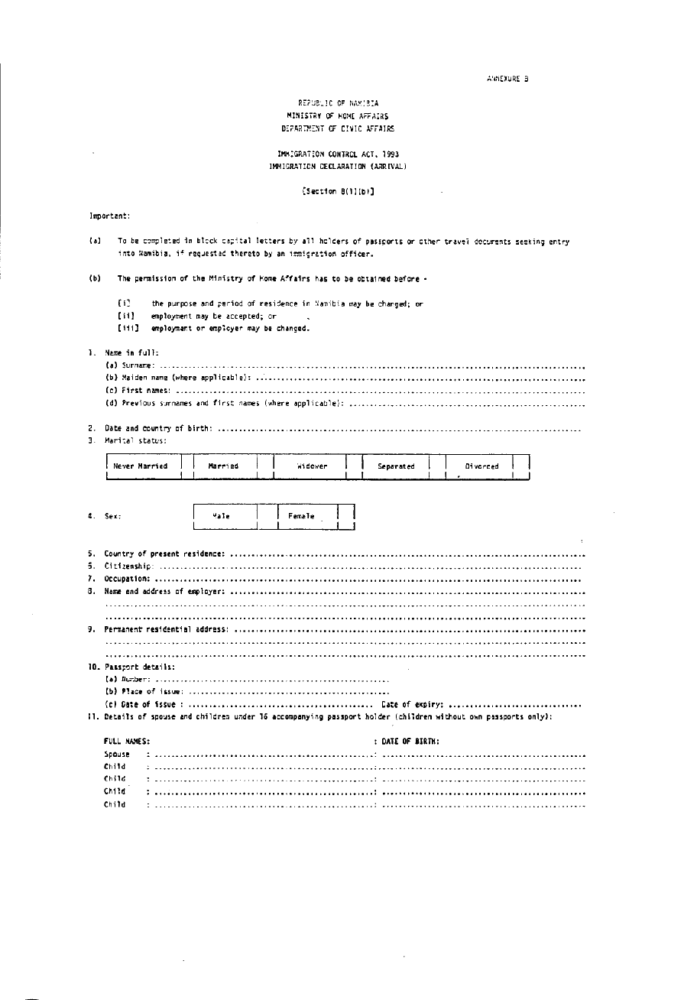 ANNEXURE B
REPUBLIC OF NAMIBIA
MINISTRY OF HOME AFFAIRS
DEPARTMENT OF CIVIC AFFAIRS
IMMIGRATION CONTROL ACT, 1993
IMMIGRATION DECLARATION (ARRIVAL)
[Section 8(1)(b)]
Important:
(a) To be completed in block capital letters by all holders of passports or other travel documents seeking entry
into Namibia, if requested thereto by an immigration officer.
(b) The permission of the Ministry of Home Affairs has to be obtained before -
[i] the purpose and period of residence in Namibia may be changed; or
[ii] employment may be accepted; or
[iii] employment or employer may be changed.
1. Name in full:
(a) Surname: ........................................
(b) Maiden name (where applicable): ........................................
(c) First names: ........................................
(d) Previous surnames and first names (where applicable): ........................................
2. Date and country of birth: ........................................
3. Marital status:
Never Married Married Widower Separated Divorced
4. Sex: Male Female
5. Country of present residence: ........................................
6. Citizenship: ........................................
7. Occupation: ........................................
8. Name and address of employer: ........................................
........................................
........................................
9. Permanent residential address: ........................................
........................................
........................................
10. Passport details:
(a) Number: ........................................
(b) Place of issue: ........................................
(c) Date of issue : ........................................ Date of expiry: ................................
11. Details of spouse and children under 16 accompanying passport holder (children without own passports only):
FULL NAMES: : DATE OF BIRTH:
Spouse : ........................................: ........................................
Child : ........................................: ........................................
Child : ........................................: ........................................
Child : ........................................: ........................................
Child : ........................................: ........................................